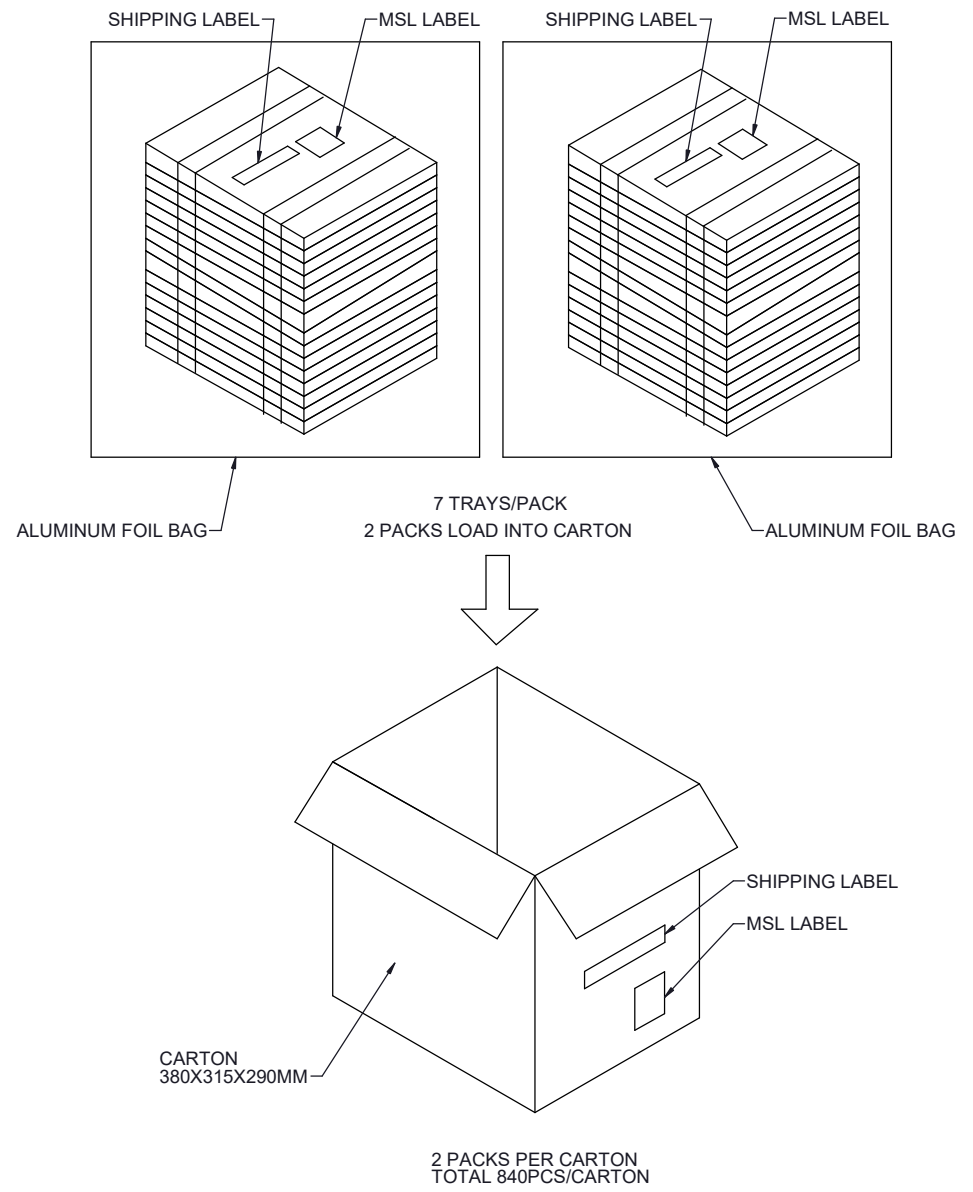 SHIPPING LABEL
MSL LABEL
SHIPPING LABEL
MSL LABEL
ALUMINUM FOIL BAG
7 TRAYS/PACK
2 PACKS LOAD INTO CARTON
ALUMINUM FOIL BAG
SHIPPING LABEL
MSL LABEL
CARTON
380X315X290MM
2 PACKS PER CARTON
TOTAL 840PCS/CARTON